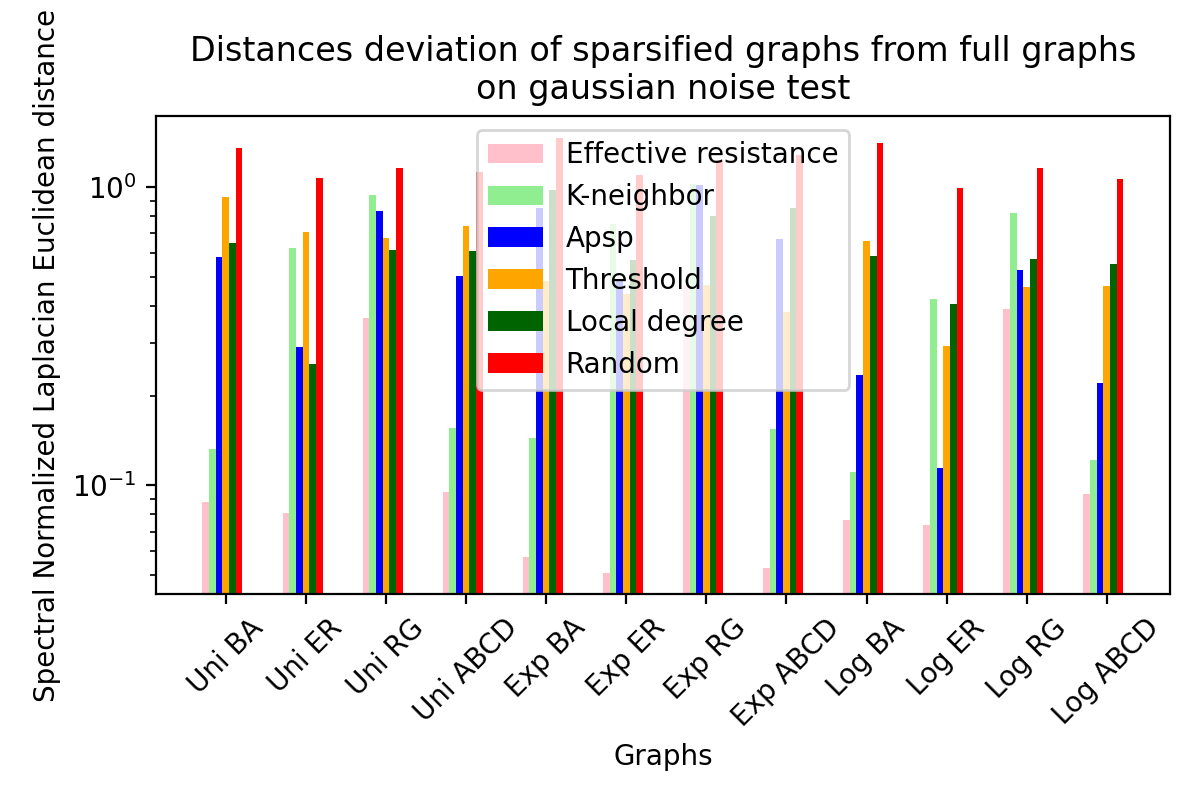 Distances deviation of sparsified graphs from full graphs
on gaussian noise test
Spectral Normalized Laplacian Euclidean distance
10⁰
10⁻¹
Effective resistance
K-neighbor
Apsp
Threshold
Local degree
Random
Uni BA
Uni ER
Uni RG
Uni ABCD
Exp BA
Exp ER
Exp RG
Exp ABCD
Log BA
Log ER
Log RG
Log ABCD
Graphs